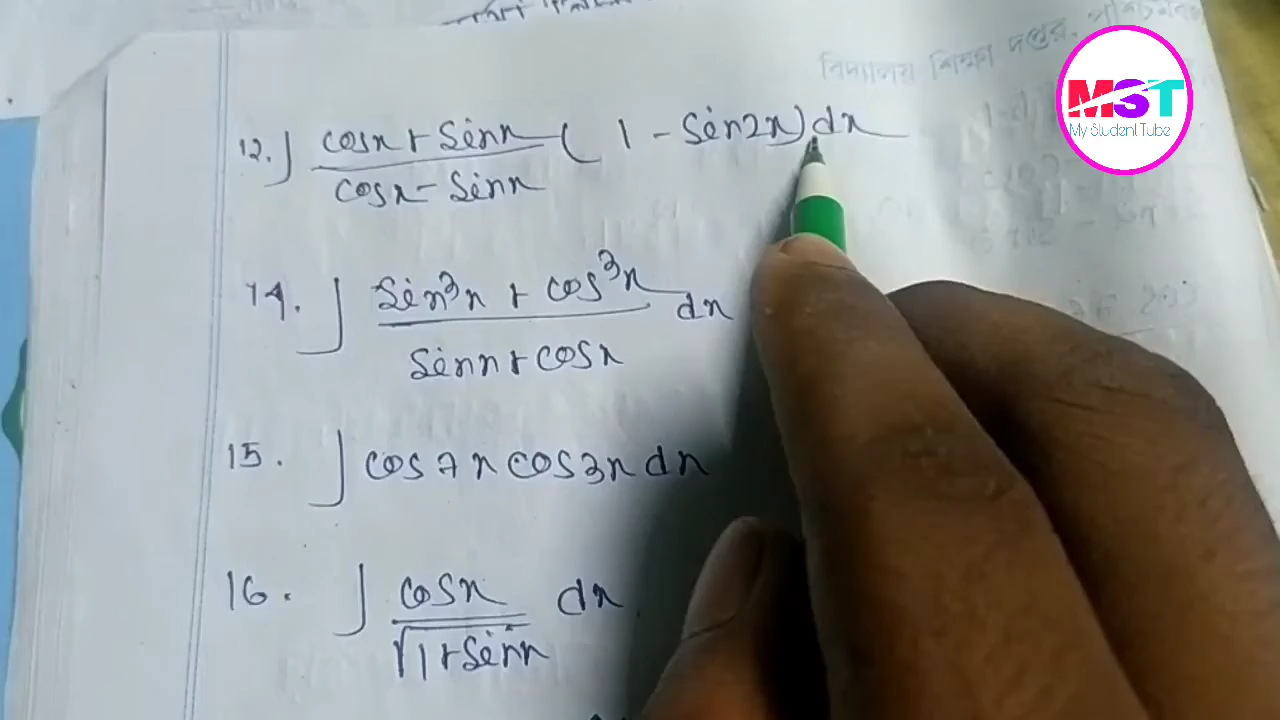 বিদ্যালয় শিক্ষা দপ্তর,
MST
My Student Tube
12. ∫ (cosx + sinx)/(cosx - sinx) (1 - sin2x) dx
14. ∫ (sin³x + cos³x)/(sinx + cosx) dx
15. ∫ cos7x cos3x dx
16. ∫ cosx/√(1+sinx) dx